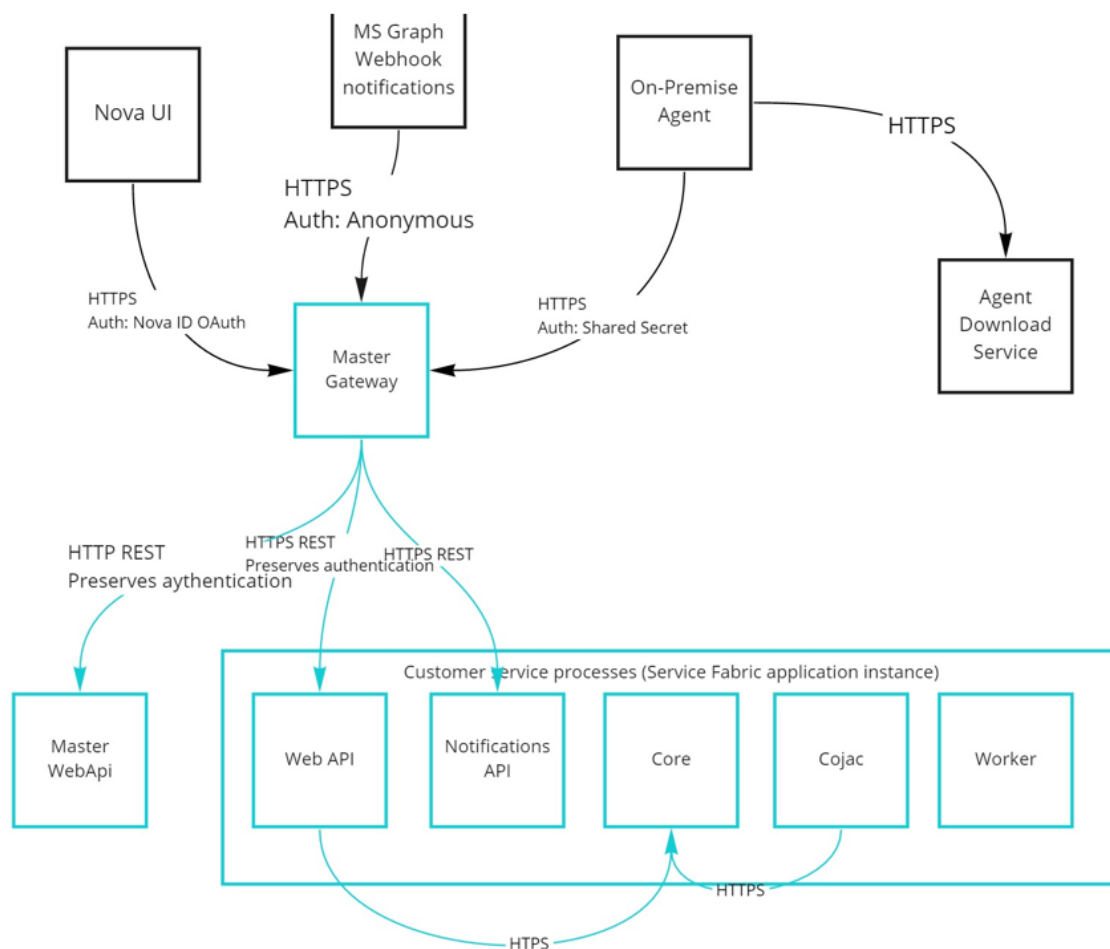 MS Graph
Webhook
notifications
Nova UI
On-Premise
Agent
HTTPS
HTTPS
Auth: Anonymous
HTTPS
Auth: Nova ID OAuth
HTTPS
Auth: Shared Secret
Agent
Download
Service
Master
Gateway
HTTP REST
Preserves aythentication
HTTPS REST
Preserves authentication
HTTPS REST
Customer service processes (Service Fabric application instance)
Master
WebApi
Web API
Notifications
API
Core
Cojac
Worker
HTTPS
HTPS